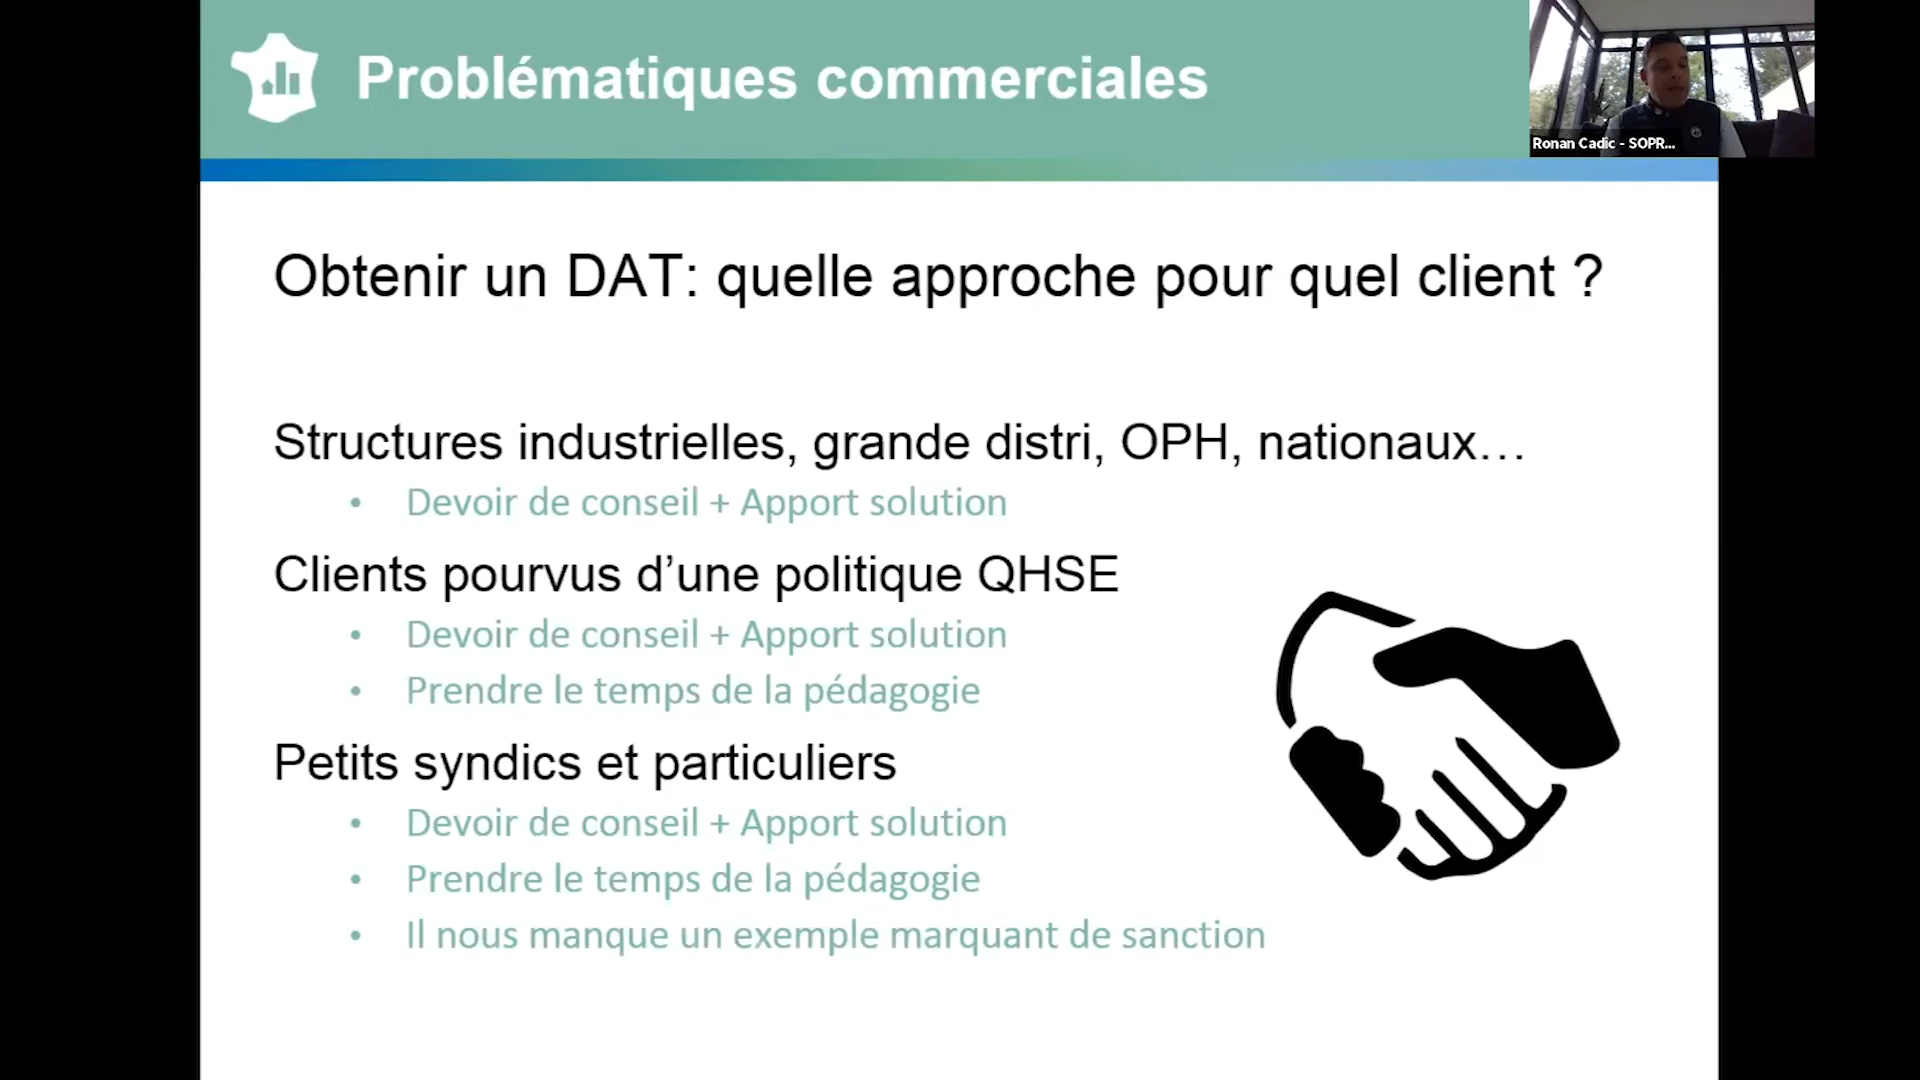 Problématiques commerciales
Ronan Cadic - SOPR...
Obtenir un DAT: quelle approche pour quel client ?
Structures industrielles, grande distri, OPH, nationaux…
• Devoir de conseil + Apport solution
Clients pourvus d’une politique QHSE
• Devoir de conseil + Apport solution
• Prendre le temps de la pédagogie
Petits syndics et particuliers
• Devoir de conseil + Apport solution
• Prendre le temps de la pédagogie
• Il nous manque un exemple marquant de sanction